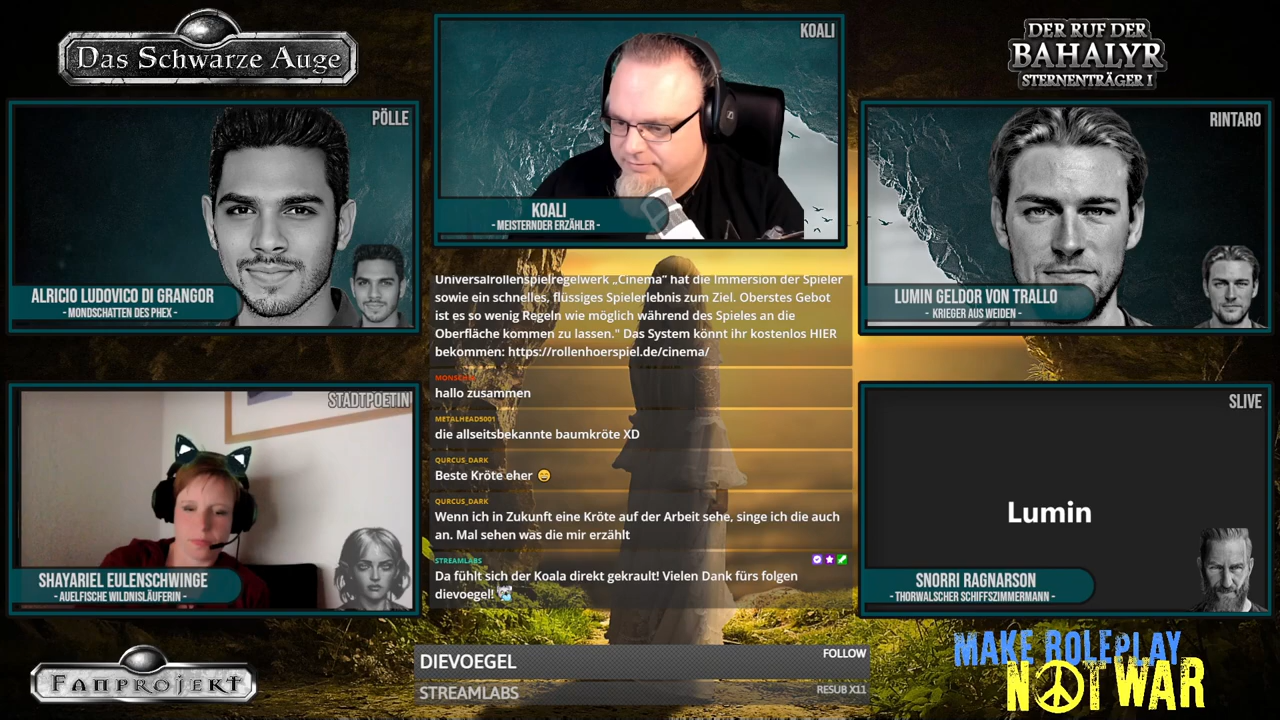 Das Schwarze Auge
KOALI
DER RUF DER
BAHALYR
STERNENTRÄGER I
PÖLLE
ALRICIO LUDOVICO DI GRANGOR
- MONDSCHATTEN DES PHEX -
KOALI
- MEISTERNDER ERZÄHLER -
RINTARO
LUMIN GELDOR VON TRALLO
- KRIEGER AUS WEIDEN -
Universalrollenspielregelwerk „Cinema" hat die Immersion der Spieler
sowie ein schnelles, flüssiges Spielerlebnis zum Ziel. Oberstes Gebot
ist es so wenig Regeln wie möglich während des Spieles an die
Oberfläche kommen zu lassen." Das System könnt ihr kostenlos HIER
bekommen: https://rollenhoerspiel.de/cinema/
hallo zusammen
METALHEAD5001
die allseitsbekannte baumkröte XD
QURCUS_DARK
Beste Kröte eher
QURCUS_DARK
Wenn ich in Zukunft eine Kröte auf der Arbeit sehe, singe ich die auch
an. Mal sehen was die mir erzählt
STREAMLABS
Da fühlt sich der Koala direkt gekrault! Vielen Dank fürs folgen
dievoegel!
STADTPOETIN
SHAYARIEL EULENSCHWINGE
- AUELFISCHE WILDNISLÄUFERIN -
SLIVE
Lumin
SNORRI RAGNARSON
- THORWALSCHER SCHIFFSZIMMERMANN -
FANPROJEKT
DIEVOEGEL
FOLLOW
STREAMLABS
RESUB X11
MAKE ROLEPLAY
NOT WAR